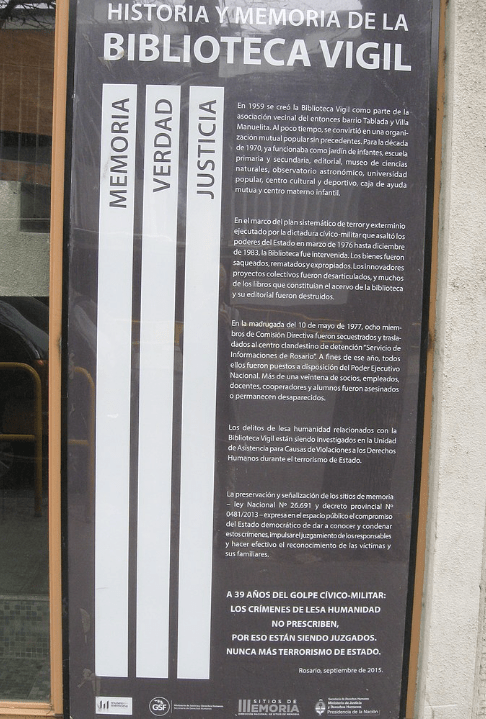 HISTORIA Y MEMORIA DE LA
BIBLIOTECA VIGIL
MEMORIA
VERDAD
JUSTICIA
En 1959 se creó la Biblioteca Vigil como parte de la
asociación vecinal del entonces barrio Tablada y Villa
Manuelita. Al poco tiempo, se convirtió en una organi-
zación mutual popular sin precedentes. Para la década
de 1970, ya funcionaba como jardín de infantes, escuela
primaria y secundaria, editorial, museo de ciencias
naturales, observatorio astronómico, universidad
popular, centro cultural y deportivo, caja de ayuda
mutua y centro materno infantil.
En el marco del plan sistemático de terror y exterminio
ejecutado por la dictadura cívico-militar que asaltó los
poderes del Estado en marzo de 1976 hasta diciembre
de 1983, la Biblioteca fue intervenida. Los bienes fueron
saqueados, rematados y expropiados. Los innovadores
proyectos colectivos fueron desarticulados, y muchos
de los libros que constituían el acervo de la biblioteca
y su editorial fueron destruidos.
En la madrugada del 10 de mayo de 1977, ocho miem-
bros de Comisión Directiva fueron secuestrados y trasla-
dados al centro clandestino de detención "Servicio de
Informaciones de Rosario". A fines de ese año, todos
ellos fueron puestos a disposición del Poder Ejecutivo
Nacional. Más de una veintena de socios, empleados,
docentes, cooperadores y alumnos fueron asesinados
o permanecen desaparecidos.
Los delitos de lesa humanidad relacionados con la
Biblioteca Vigil están siendo investigados en la Unidad
de Asistencia para Causas de Violaciones a los Derechos
Humanos durante el terrorismo de Estado.
La preservación y señalización de los sitios de memoria
– ley Nacional Nº 26.691 y decreto provincial Nº
0481/2013 – expresa en el espacio público el compromiso
del Estado democrático de dar a conocer y condenar
estos crímenes, impulsar el juzgamiento de los responsables
y hacer efectivo el reconocimiento de las víctimas y
sus familiares.
A 39 AÑOS DEL GOLPE CÍVICO-MILITAR:
LOS CRÍMENES DE LESA HUMANIDAD
NO PRESCRIBEN,
POR ESO ESTÁN SIENDO JUZGADOS.
NUNCA MÁS TERRORISMO DE ESTADO.
Rosario, septiembre de 2015.
GSF
SITIOS DE
MEMORIA
Ministerio de Justicia
y Derechos Humanos
Presidencia de la Nación